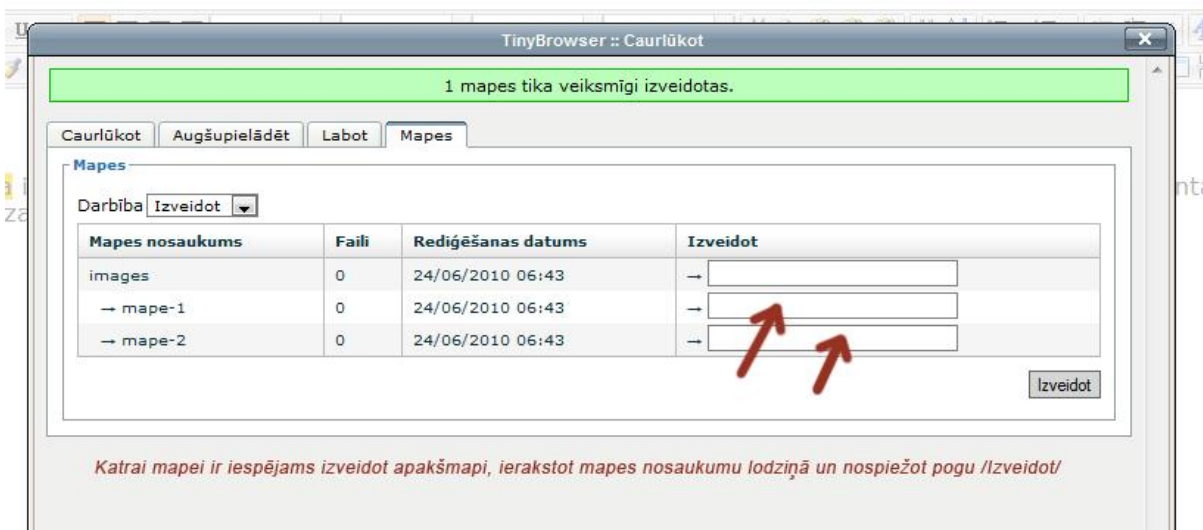 TinyBrowser :: Caurlūkot
1 mapes tika veiksmīgi izveidotas.
Caurlūkot Augšupielādēt Labot Mapes
Mapes
Darbība Izveidot
Mapes nosaukums Faili Rediģēšanas datums Izveidot
images 0 24/06/2010 06:43 →
→ mape-1 0 24/06/2010 06:43 →
→ mape-2 0 24/06/2010 06:43 →
Izveidot
Katrai mapei ir iespējams izveidot apakšmapi, ierakstot mapes nosaukumu lodziņā un nospiežot pogu /Izveidot/